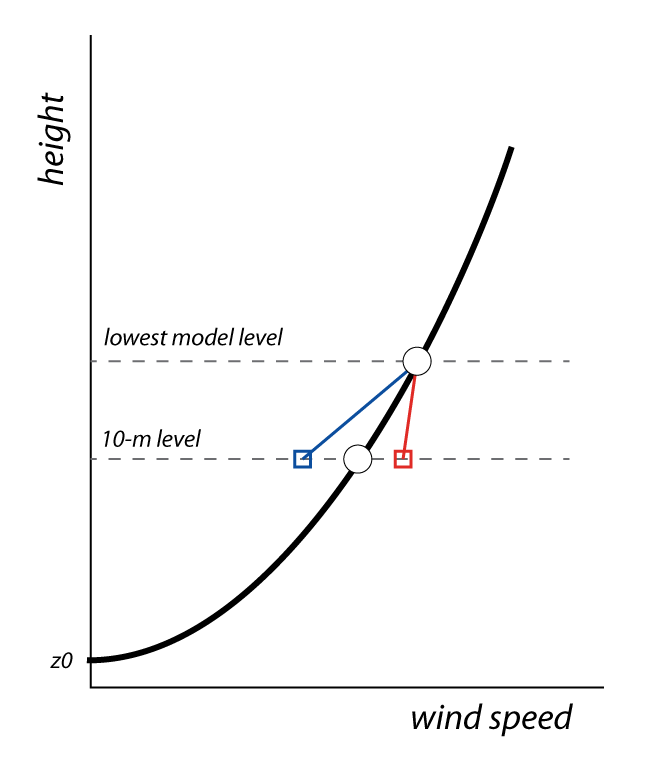 height
lowest model level
10-m level
z0
wind speed